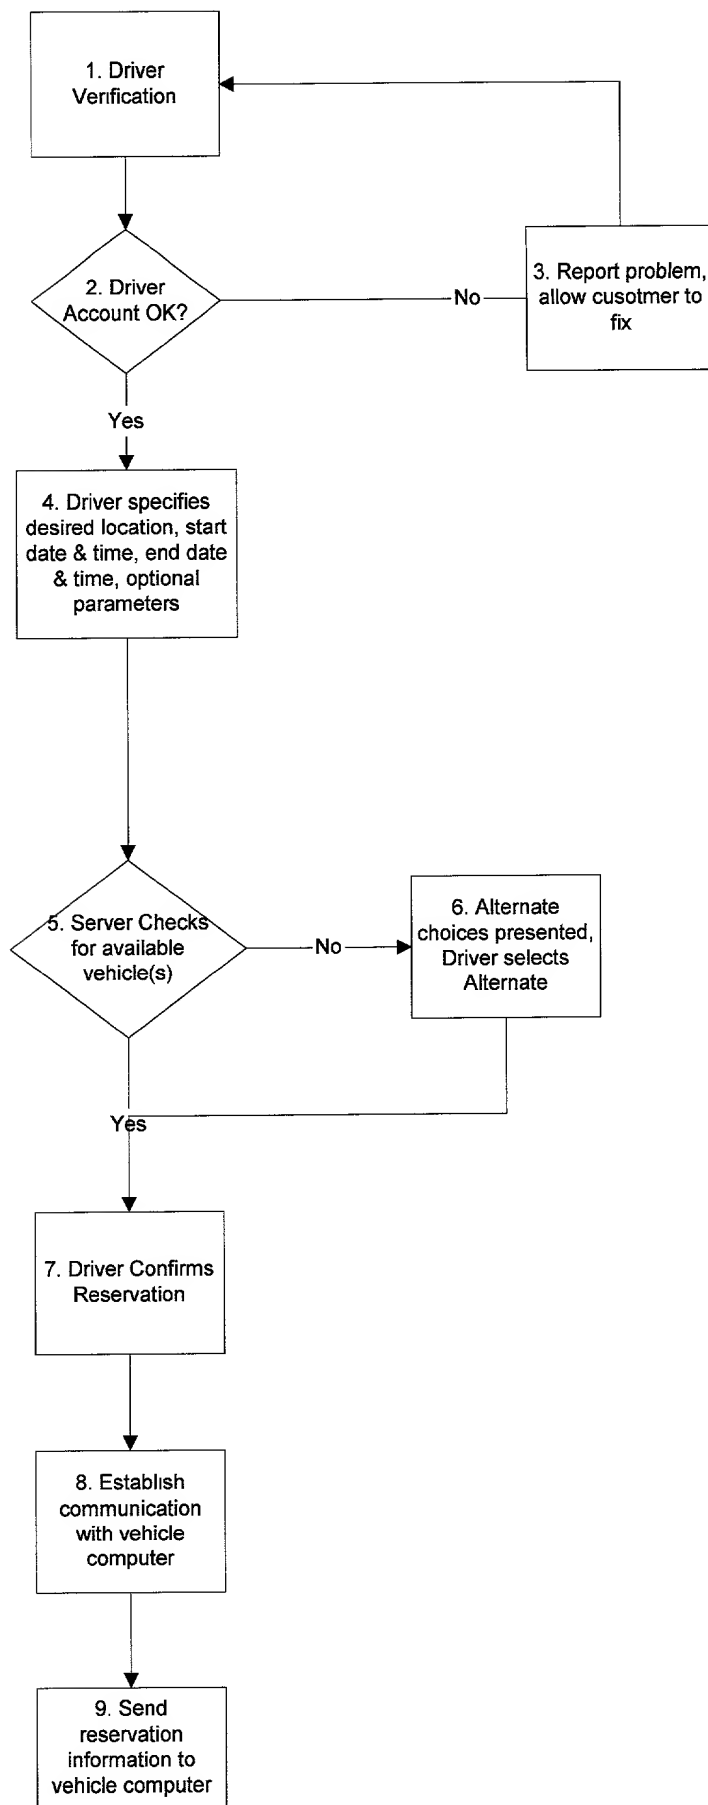 1. Driver
Verification
2. Driver
Account OK?
No
3. Report problem,
allow cusotmer to
fix
Yes
4. Driver specifies
desired location, start
date & time, end date
& time, optional
parameters
5. Server Checks
for available
vehicle(s)
No
6. Alternate
choices presented,
Driver selects
Alternate
Yes
7. Driver Confirms
Reservation
8. Establish
communication
with vehicle
computer
9. Send
reservation
information to
vehicle computer